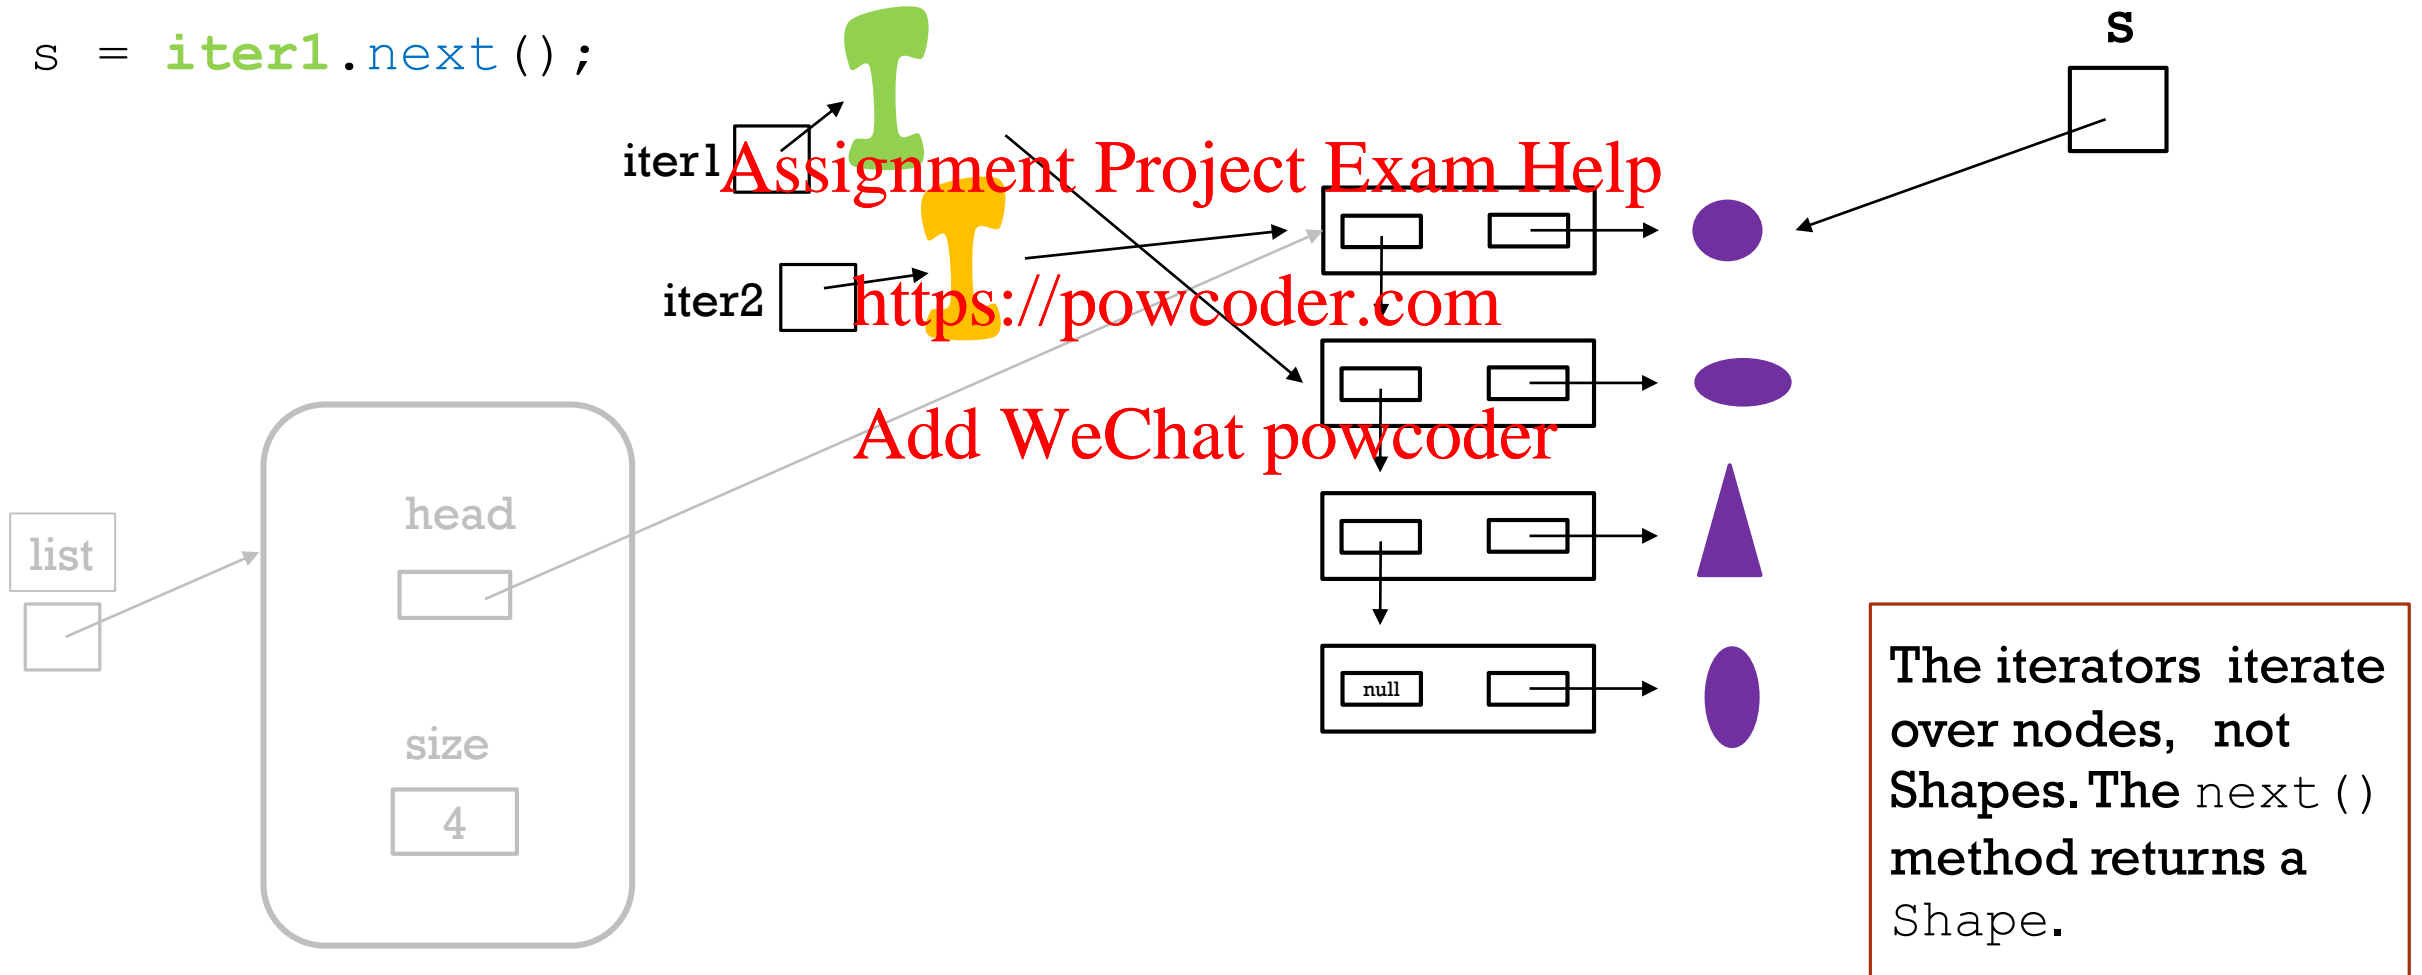 s = iter1.next();
s
iter1
Assignment Project Exam Help
iter2
https://powcoder.com
Add WeChat powcoder
list
head
size
4
null
The iterators iterate
over nodes, not
Shapes. The next()
method returns a
Shape.